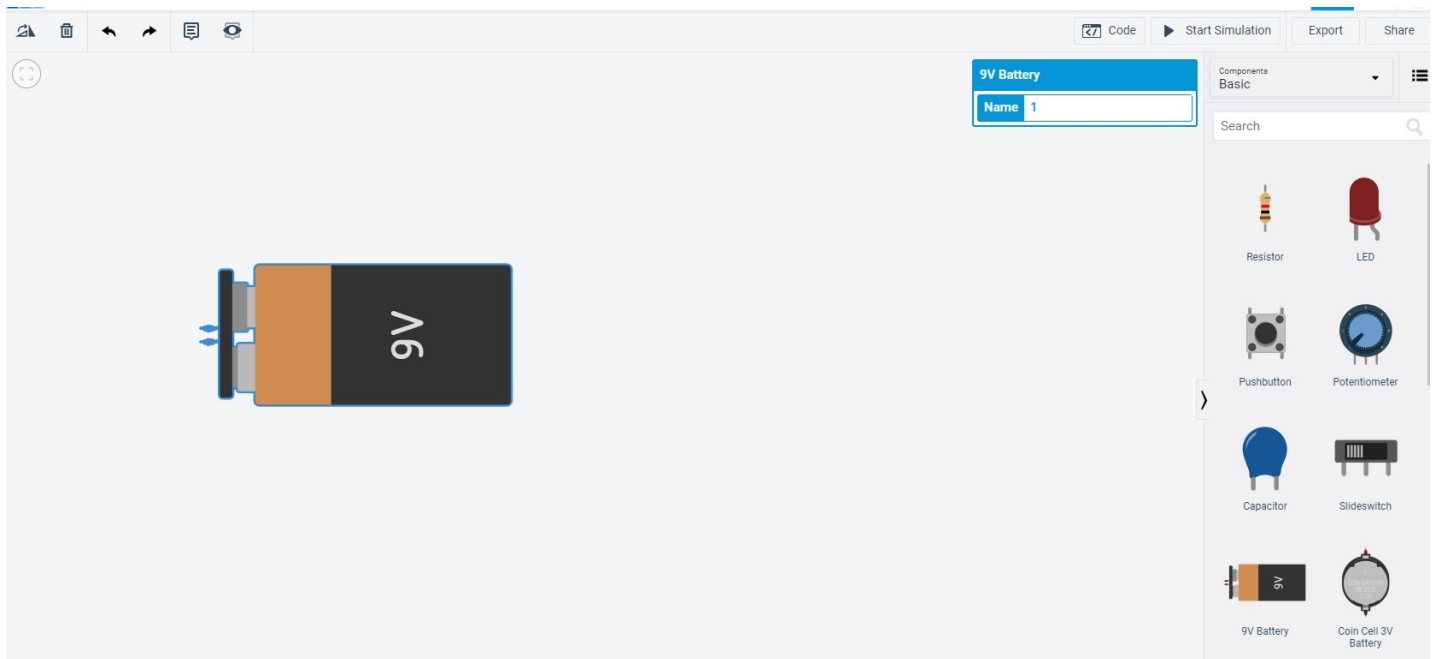 Code
Start Simulation
Export
Share
9V Battery
Name 1
Components
Basic
Search
Resistor
LED
Pushbutton
Potentiometer
Capacitor
Slideswitch
9V
9V
9V Battery
Coin Cell 3V
Battery